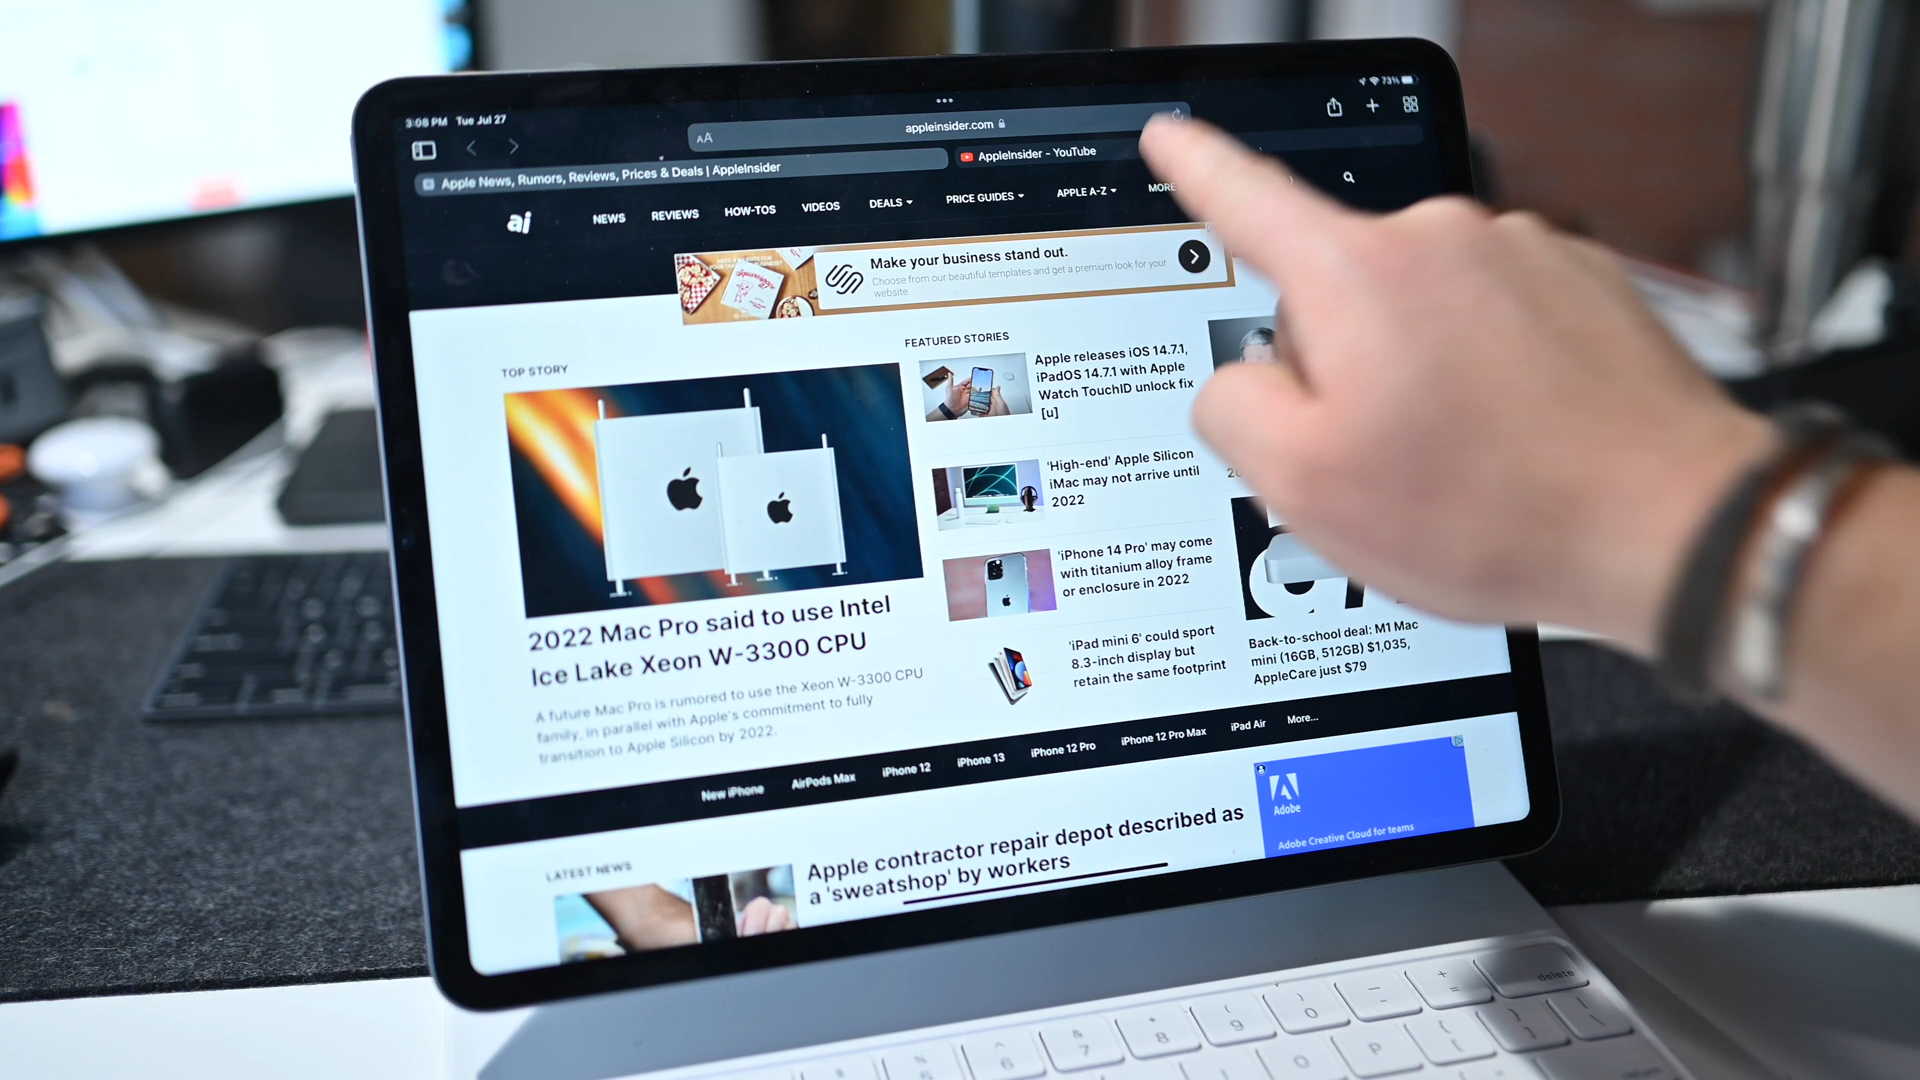 3:08 PM Tue Jul 27
73%
AA
appleinsider.com
Apple News, Rumors, Reviews, Prices & Deals | AppleInsider
AppleInsider - YouTube
ai
NEWS
REVIEWS
HOW-TOS
VIDEOS
DEALS
PRICE GUIDES
APPLE A-Z
MORE
Make your business stand out.
Choose from our beautiful templates and get a premium look for your
website.
TOP STORY
2022 Mac Pro said to use Intel
Ice Lake Xeon W-3300 CPU
A future Mac Pro is rumored to use the Xeon W-3300 CPU
family, in parallel with Apple's commitment to fully
transition to Apple Silicon by 2022.
FEATURED STORIES
Apple releases iOS 14.7.1,
iPadOS 14.7.1 with Apple
Watch TouchID unlock fix
[u]
'High-end' Apple Silicon
iMac may not arrive until
2022
'iPhone 14 Pro' may come
with titanium alloy frame
or enclosure in 2022
'iPad mini 6' could sport
8.3-inch display but
retain the same footprint
Back-to-school deal: M1 Mac
mini (16GB, 512GB) $1,035,
AppleCare just $79
New iPhone
AirPods Max
iPhone 12
iPhone 13
iPhone 12 Pro
iPhone 12 Pro Max
iPad Air
More...
LATEST NEWS
Apple contractor repair depot described as
a 'sweatshop' by workers
Adobe
Adobe Creative Cloud for teams
delete
+
=
_
-
)
0
(
9
*
8
&
7
^
6
P
O